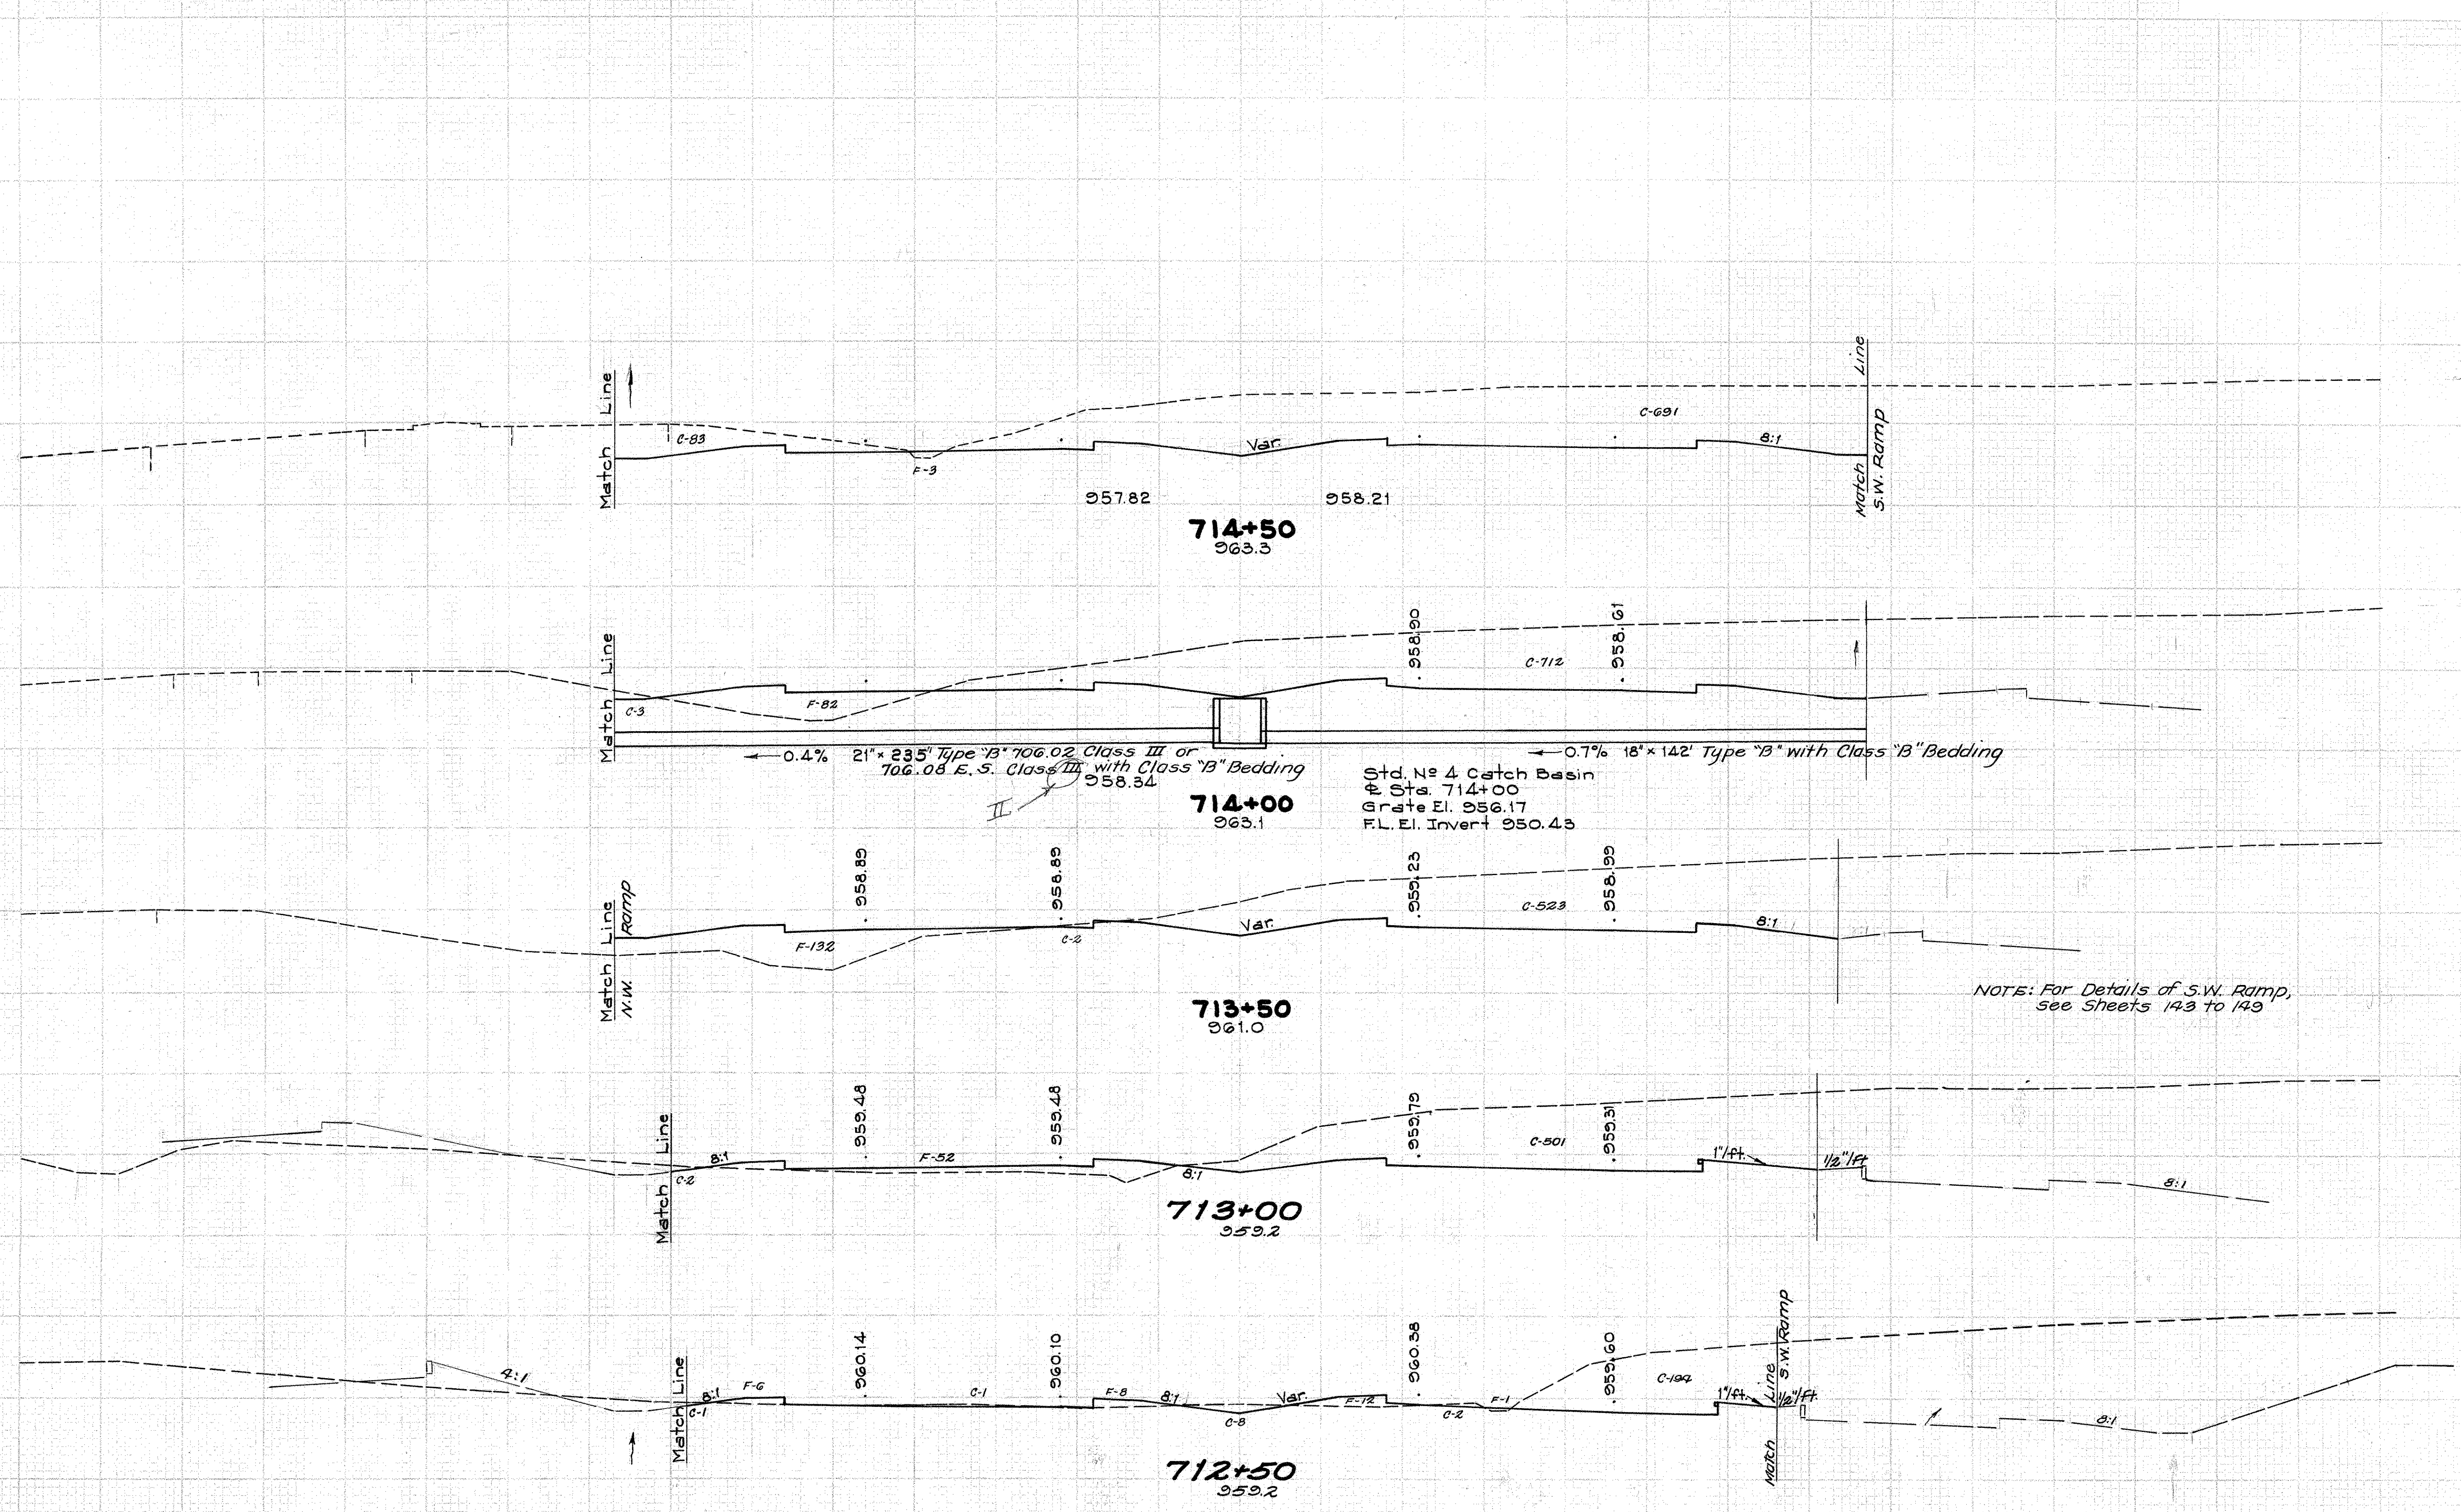 Match Line
C-83
F-3
Var.
C-691
8:1
Match Line
S.W. Ramp
957.82 958.21
714+50
963.3
Match Line
C-3
F-82
958.90
C-712
958.61
←0.4% 21"x 235' Type "B" 706.02 Class III or
706.08 E.S. Class III with Class "B" Bedding
II
958.34
←0.7% 18"x 142' Type "B" with Class "B" Bedding
Std. Nº 4 Catch Basin
℄ Sta. 714+00
Grate El. 956.17
F.L. El. Invert 950.43
714+00
963.1
Match Line
N.W. Ramp
F-132
958.89
958.89
C-2
Var.
959.23
C-523
958.99
8:1
713+50
961.0
NOTE: For Details of S.W. Ramp,
See Sheets 143 to 149
Match Line
C-2
8:1
959.48
F-52
959.48
8:1
959.79
C-501
959.31
1"/ft.
1/2"/ft
8:1
713+00
959.2
4:1
Match Line
C-1
8:1
F-6
960.14
C-1
960.10
F-8
8:1
C-8
Var.
F-12
960.38
C-2
F-1
959.60
C-194
1"/ft.
Match Line
S.W. Ramp
1/2"/ft.
8:1
712+50
959.2